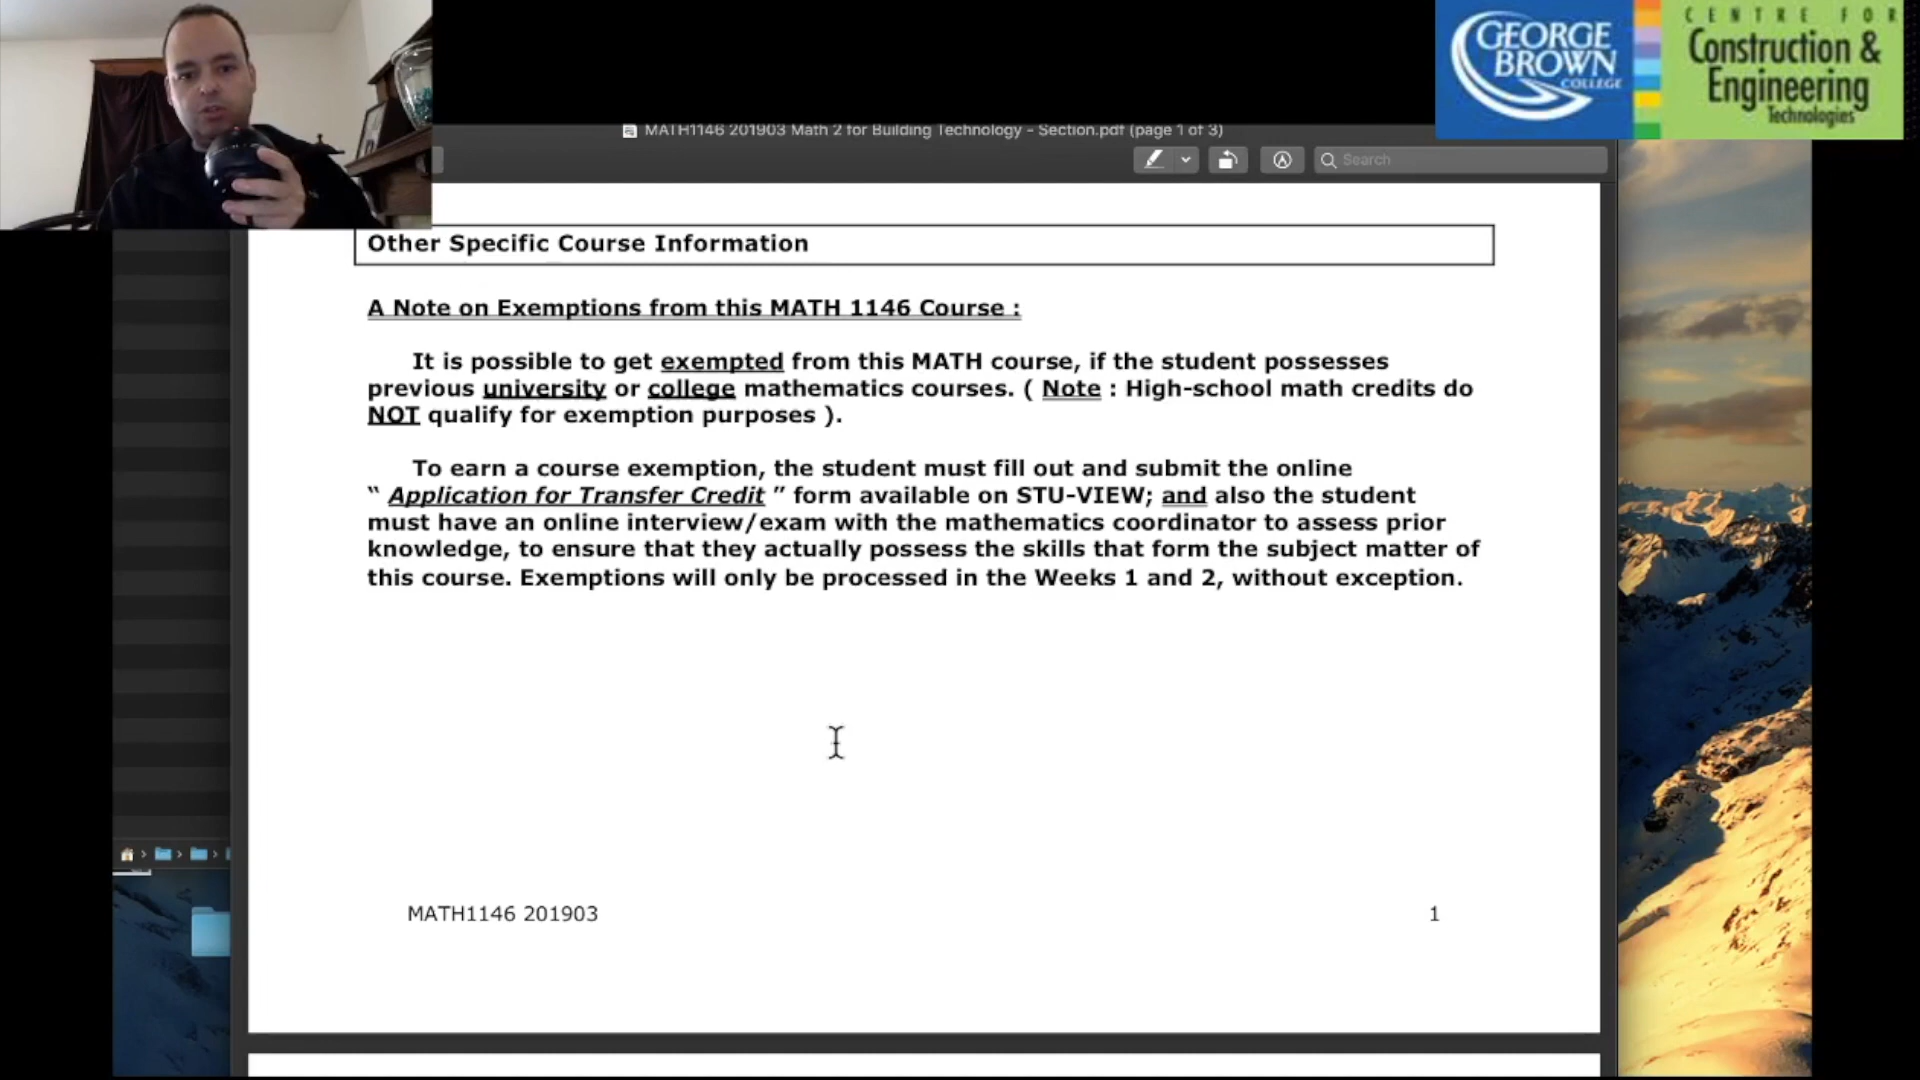 GEORGE
BROWN
COLLEGE
CENTRE FOR
Construction &
Engineering
Technologies
MATH1146 201903 Math 2 for Building Technology - Section.pdf (page 1 of 3)
Search
Other Specific Course Information
A Note on Exemptions from this MATH 1146 Course :
It is possible to get exempted from this MATH course, if the student possesses
previous university or college mathematics courses. ( Note : High-school math credits do
NOT qualify for exemption purposes ).
To earn a course exemption, the student must fill out and submit the online
“ Application for Transfer Credit ” form available on STU-VIEW; and also the student
must have an online interview/exam with the mathematics coordinator to assess prior
knowledge, to ensure that they actually possess the skills that form the subject matter of
this course. Exemptions will only be processed in the Weeks 1 and 2, without exception.
MATH1146 201903
1